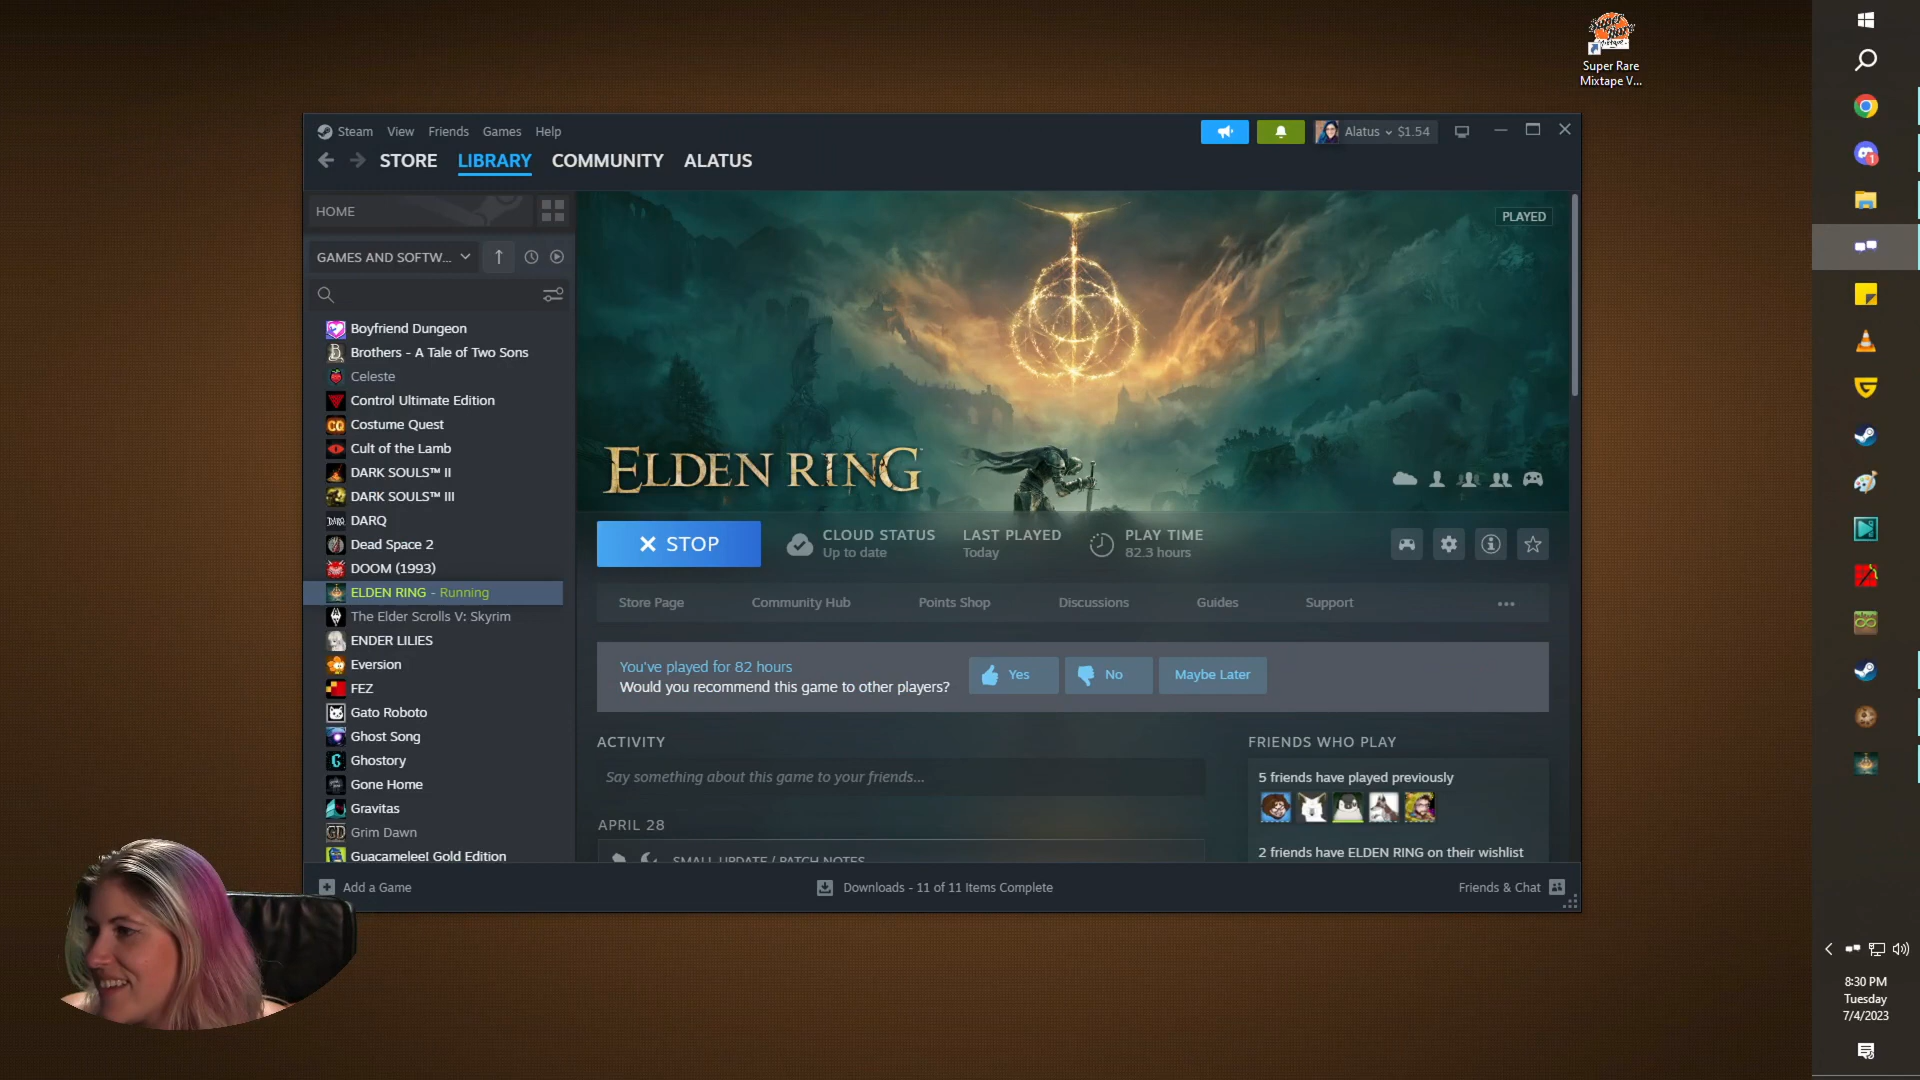 Super Rare
Mixtape V...
Steam View Friends Games Help
Alatus $1.54
STORE LIBRARY COMMUNITY ALATUS
HOME
PLAYED
GAMES AND SOFTW...
Boyfriend Dungeon
Brothers - A Tale of Two Sons
Celeste
Control Ultimate Edition
Costume Quest
Cult of the Lamb
DARK SOULS™ II
DARK SOULS™ III
DARQ
Dead Space 2
DOOM (1993)
ELDEN RING - Running
The Elder Scrolls V: Skyrim
ENDER LILIES
Eversion
FEZ
Gato Roboto
Ghost Song
Ghostory
Gone Home
Gravitas
Grim Dawn
Guacamelee! Gold Edition
ELDEN RING
STOP
CLOUD STATUS
Up to date
LAST PLAYED
Today
PLAY TIME
82.3 hours
Store Page Community Hub Points Shop Discussions Guides Support
You've played for 82 hours
Would you recommend this game to other players?
Yes
No
Maybe Later
ACTIVITY
Say something about this game to your friends...
APRIL 28
SMALL UPDATE / PATCH NOTES
FRIENDS WHO PLAY
5 friends have played previously
2 friends have ELDEN RING on their wishlist
Add a Game
Downloads - 11 of 11 Items Complete
Friends & Chat
1
8:30 PM
Tuesday
7/4/2023